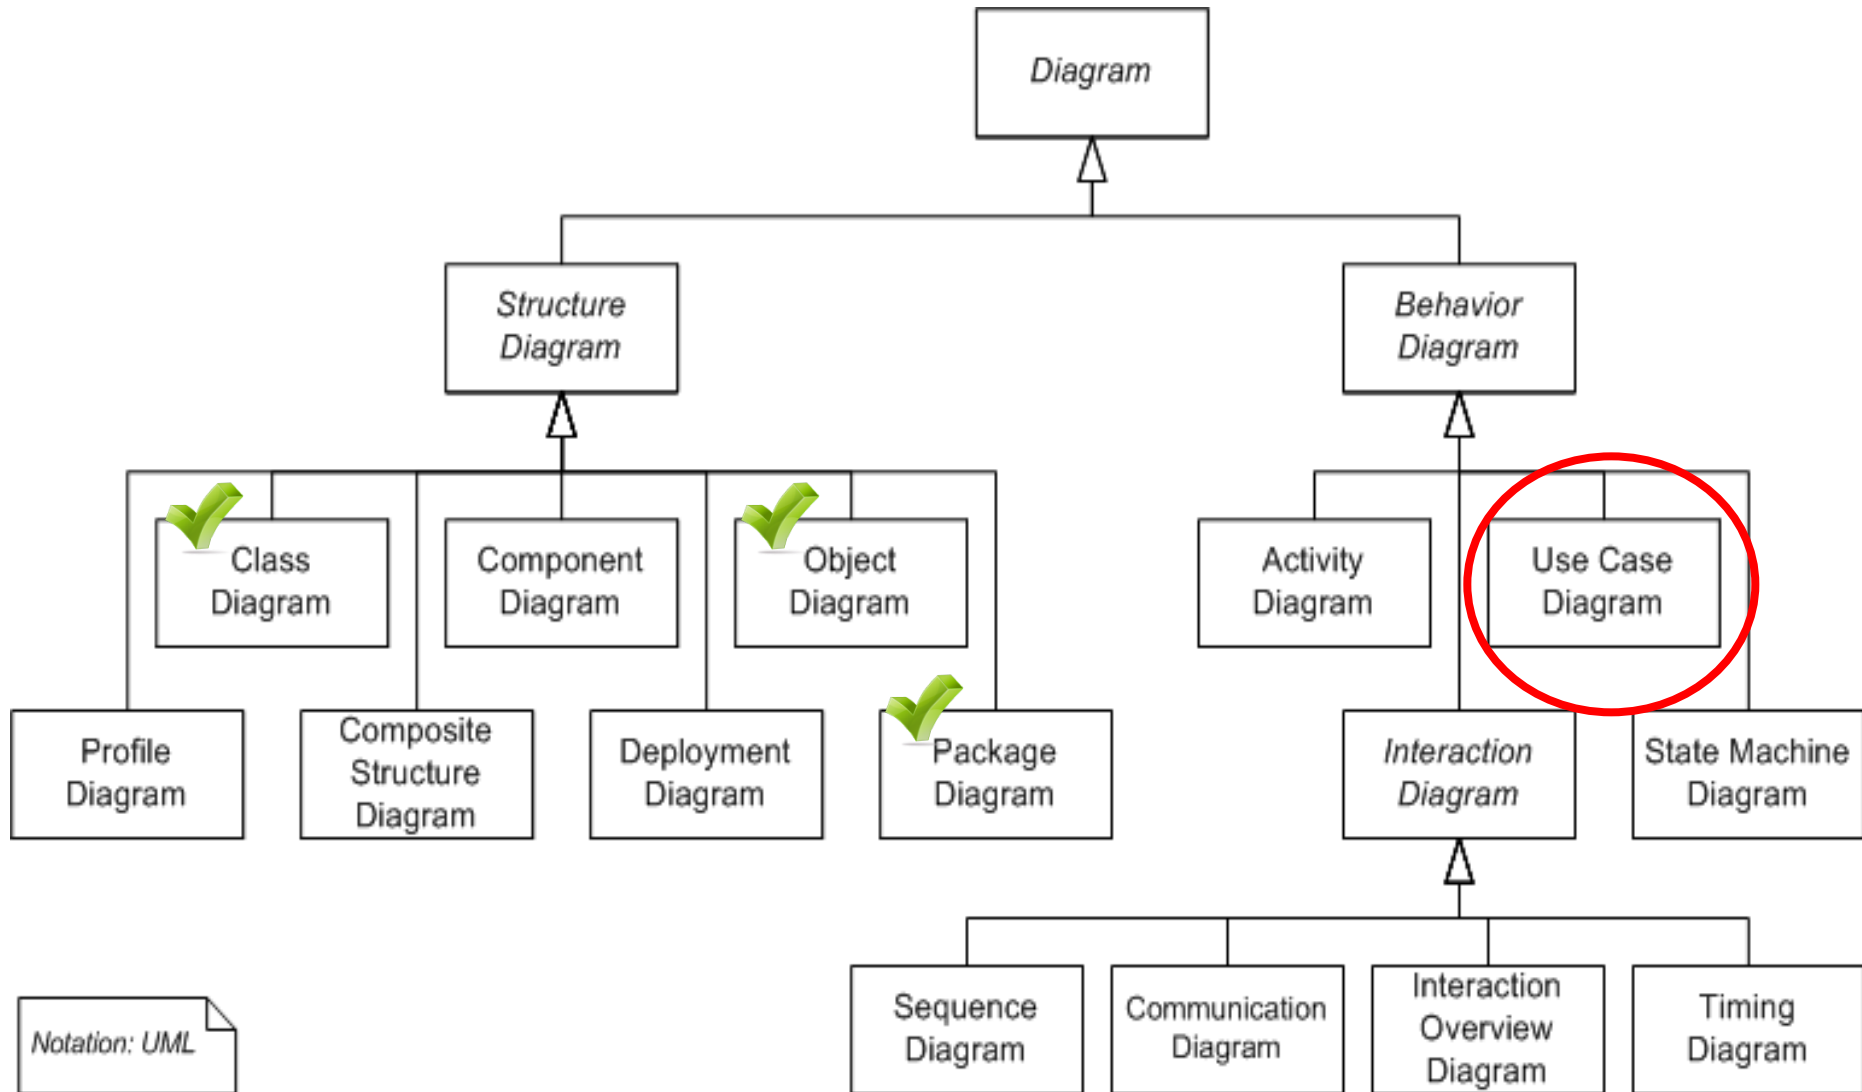 Diagram
Structure
Diagram
Behavior
Diagram
Class
Diagram
Component
Diagram
Object
Diagram
Activity
Diagram
Use Case
Diagram
Profile
Diagram
Composite
Structure
Diagram
Deployment
Diagram
Package
Diagram
Interaction
Diagram
State Machine
Diagram
Sequence
Diagram
Communication
Diagram
Interaction
Overview
Diagram
Timing
Diagram
Notation: UML